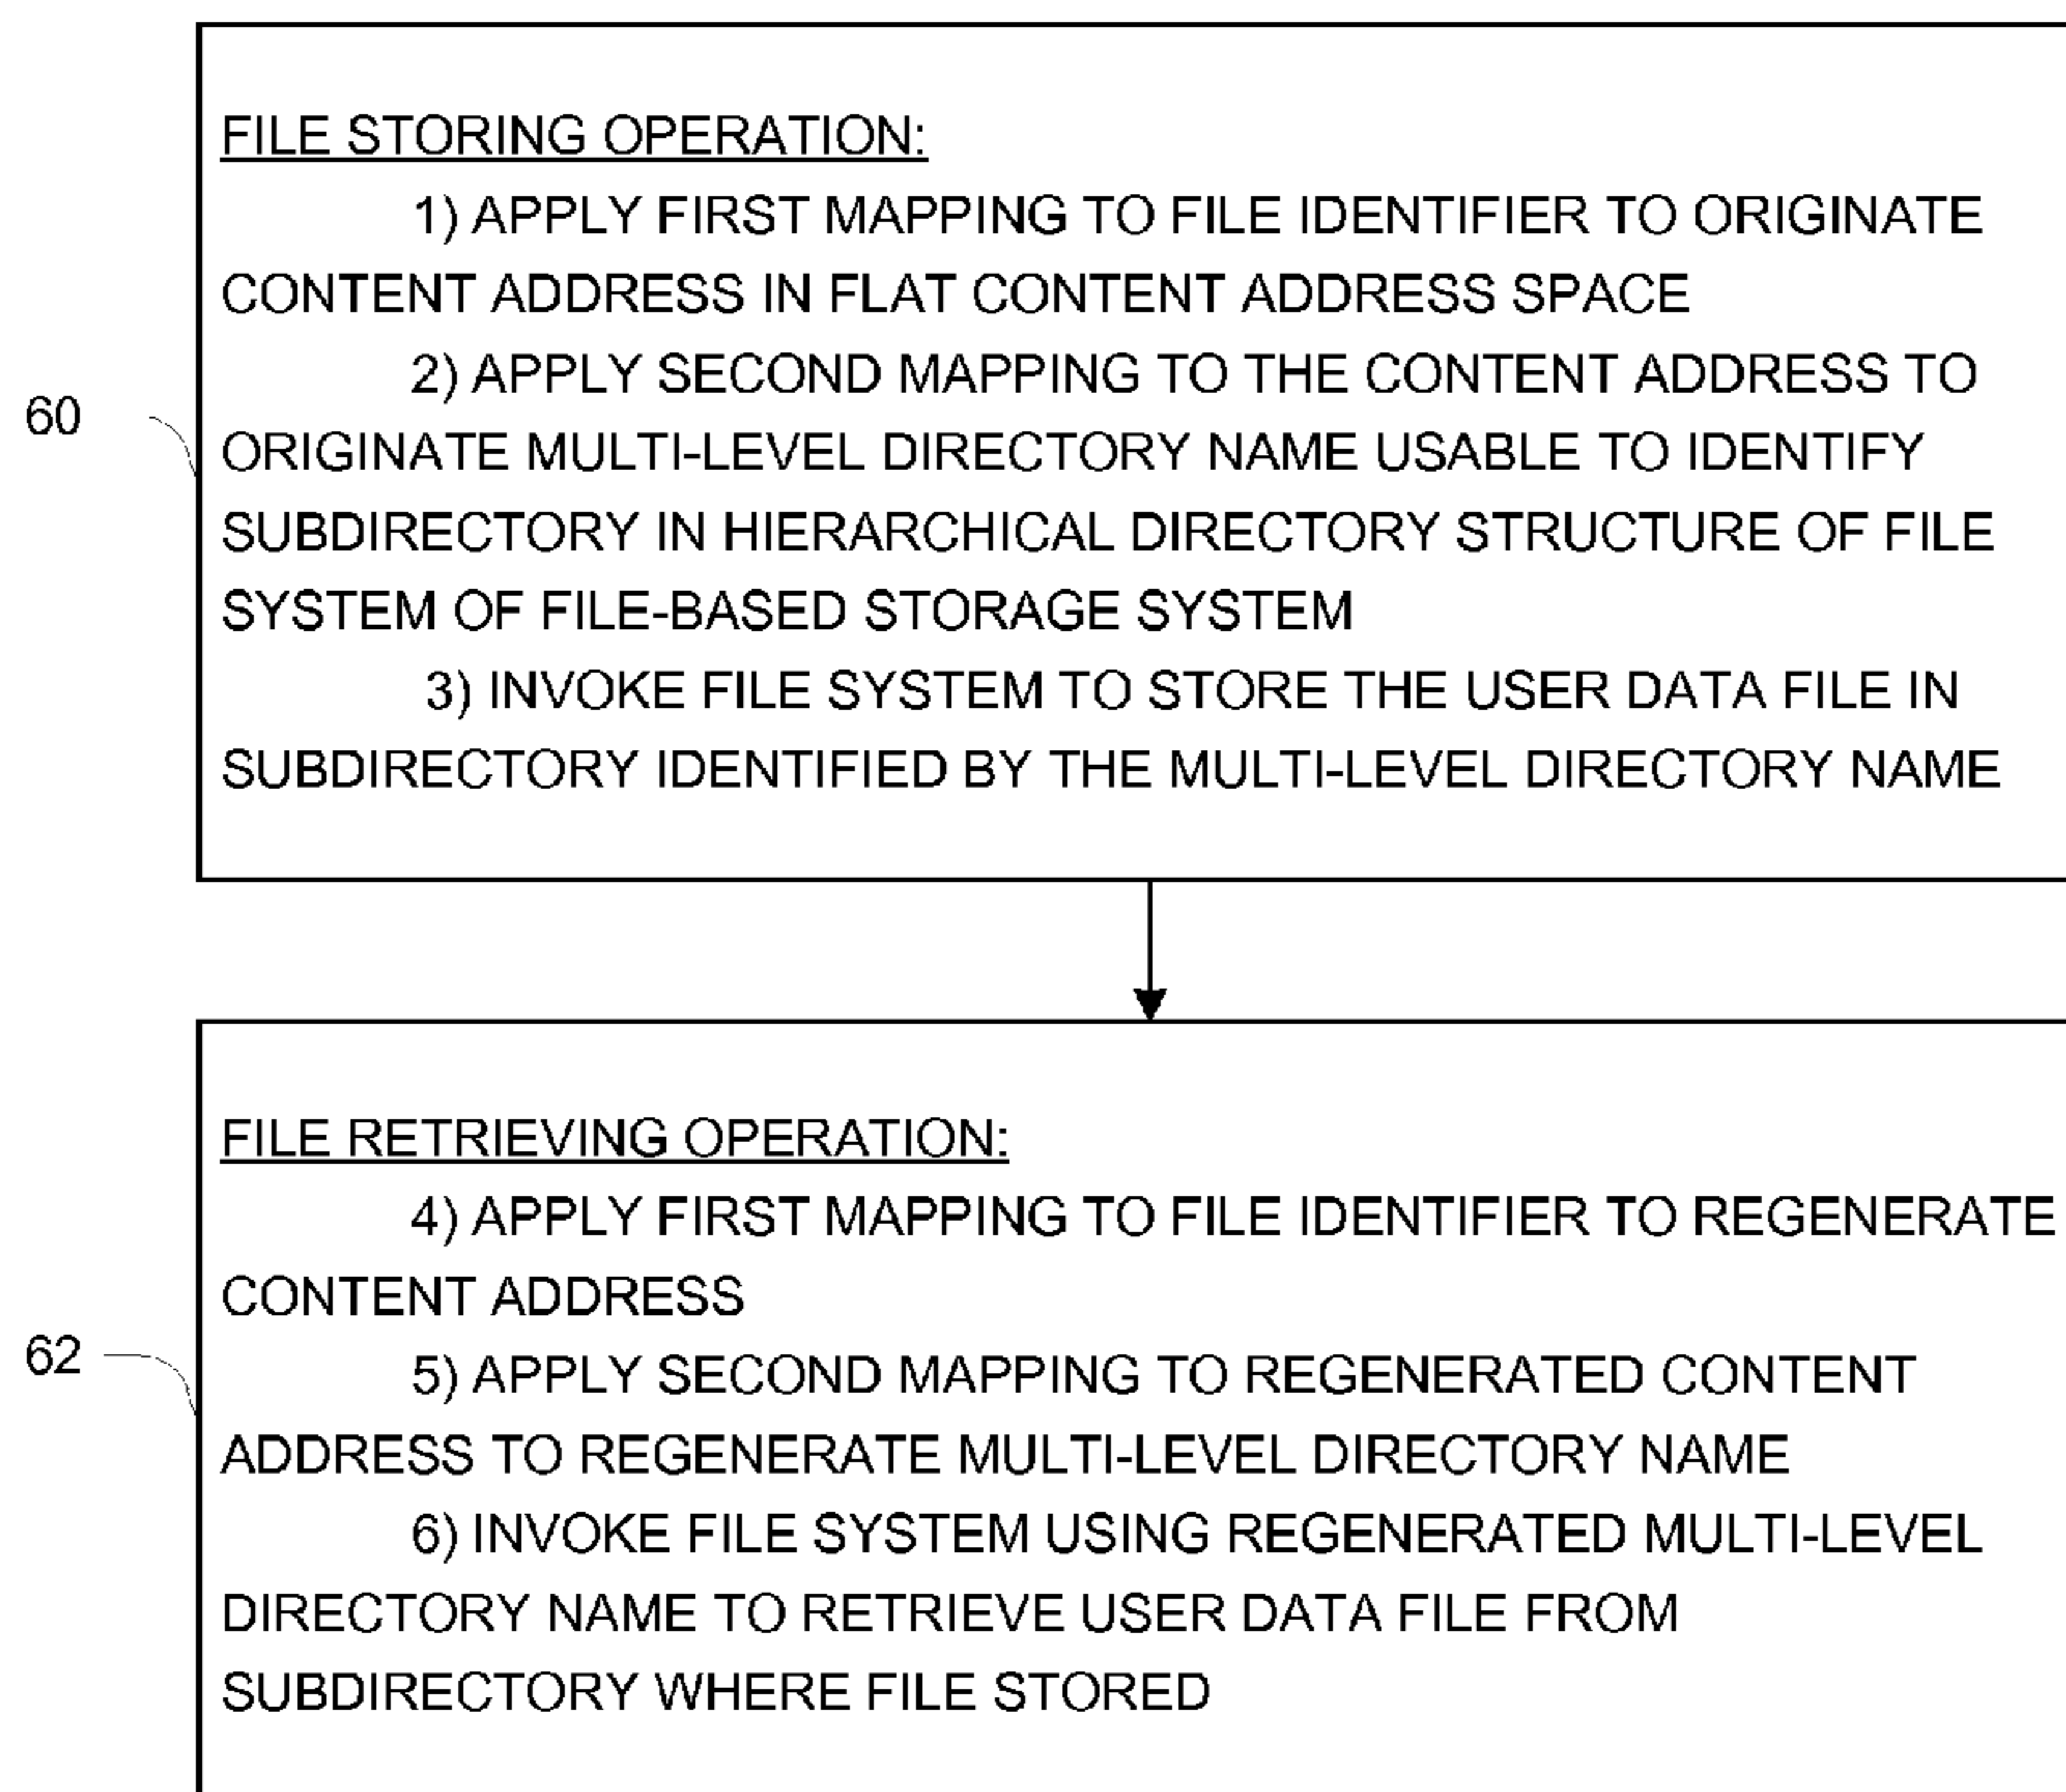 FILE STORING OPERATION:
1) APPLY FIRST MAPPING TO FILE IDENTIFIER TO ORIGINATE
CONTENT ADDRESS IN FLAT CONTENT ADDRESS SPACE
2) APPLY SECOND MAPPING TO THE CONTENT ADDRESS TO
60
ORIGINATE MULTI-LEVEL DIRECTORY NAME USABLE TO IDENTIFY
SUBDIRECTORY IN HIERARCHICAL DIRECTORY STRUCTURE OF FILE
SYSTEM OF FILE-BASED STORAGE SYSTEM
3) INVOKE FILE SYSTEM TO STORE THE USER DATA FILE IN
SUBDIRECTORY IDENTIFIED BY THE MULTI-LEVEL DIRECTORY NAME
FILE RETRIEVING OPERATION:
4) APPLY FIRST MAPPING TO FILE IDENTIFIER TO REGENERATE
CONTENT ADDRESS
62
5) APPLY SECOND MAPPING TO REGENERATED CONTENT
ADDRESS TO REGENERATE MULTI-LEVEL DIRECTORY NAME
6) INVOKE FILE SYSTEM USING REGENERATED MULTI-LEVEL
DIRECTORY NAME TO RETRIEVE USER DATA FILE FROM
SUBDIRECTORY WHERE FILE STORED